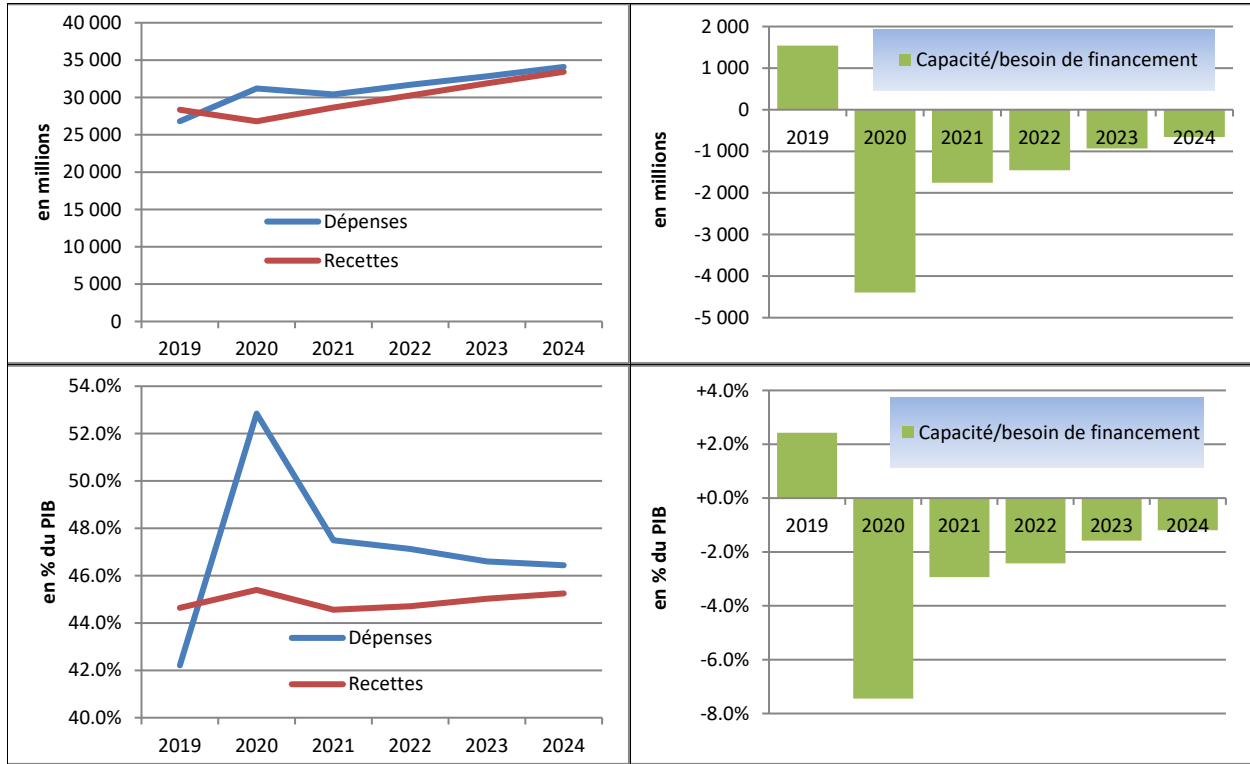 en millions
40 000
35 000
30 000
25 000
20 000
15 000
10 000
5 000
0
Dépenses
Recettes
2019 2020 2021 2022 2023 2024
en millions
2 000
1 000
0
-1 000
-2 000
-3 000
-4 000
-5 000
Capacité/besoin de financement
2019 2020 2021 2022 2023 2024
en % du PIB
54.0%
52.0%
50.0%
48.0%
46.0%
44.0%
42.0%
40.0%
Dépenses
Recettes
2019 2020 2021 2022 2023 2024
en % du PIB
+4.0%
+2.0%
+0.0%
-2.0%
-4.0%
-6.0%
-8.0%
Capacité/besoin de financement
2019 2020 2021 2022 2023 2024